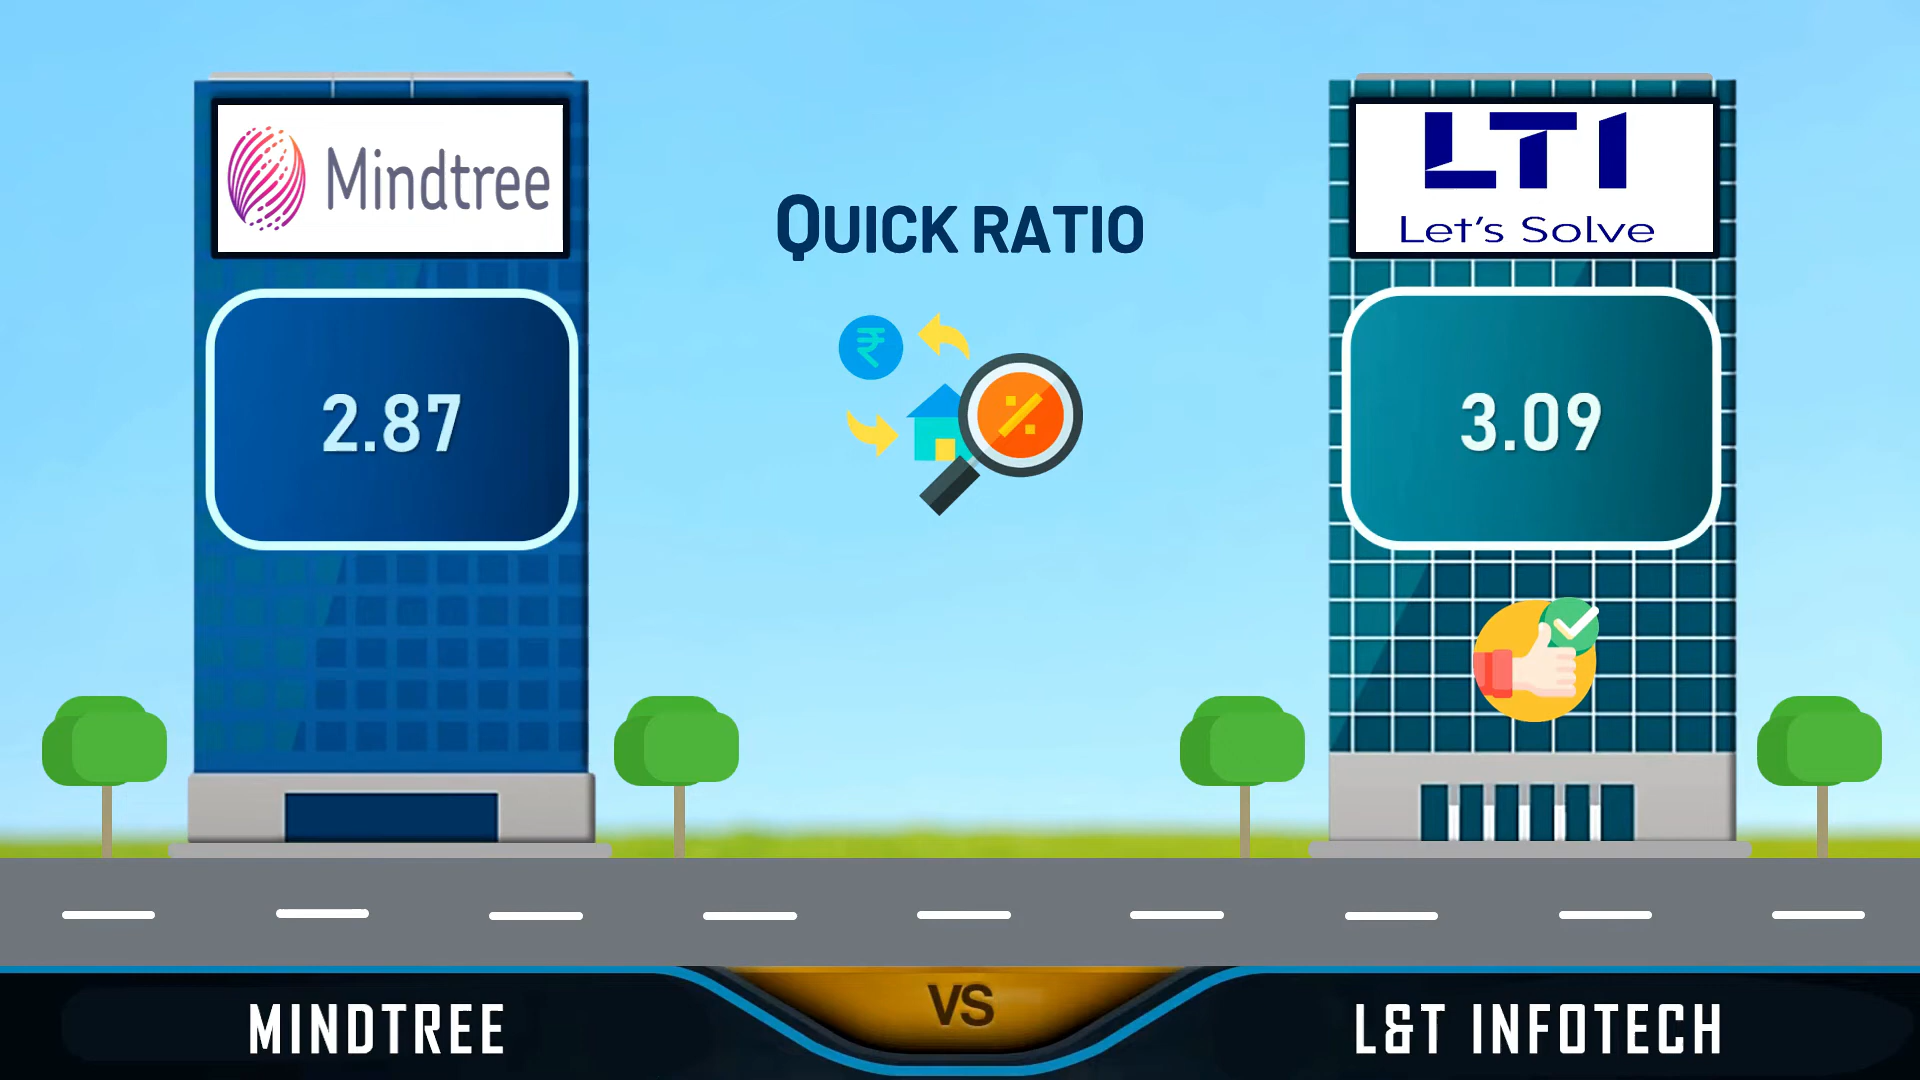 Mindtree
LTI
Let's Solve
QUICK RATIO
₹
%
2.87
3.09
MINDTREE
VS
L&T INFOTECH